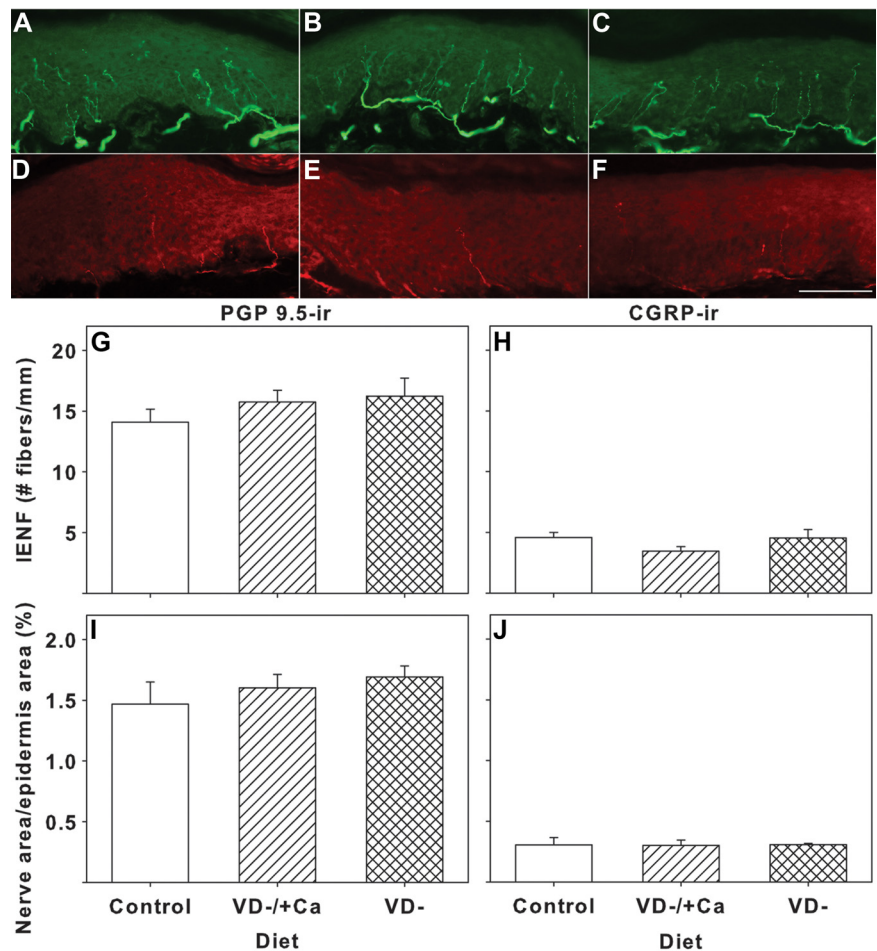 A B C
D E F
PGP 9.5-ir CGRP-ir
G H
IENF (# fibers/mm)
20
15
10
5
I J
Nerve area/epidermis area (%)
2.0
1.5
1.0
0.5
Control VD-/+Ca VD- Control VD-/+Ca VD-
Diet Diet